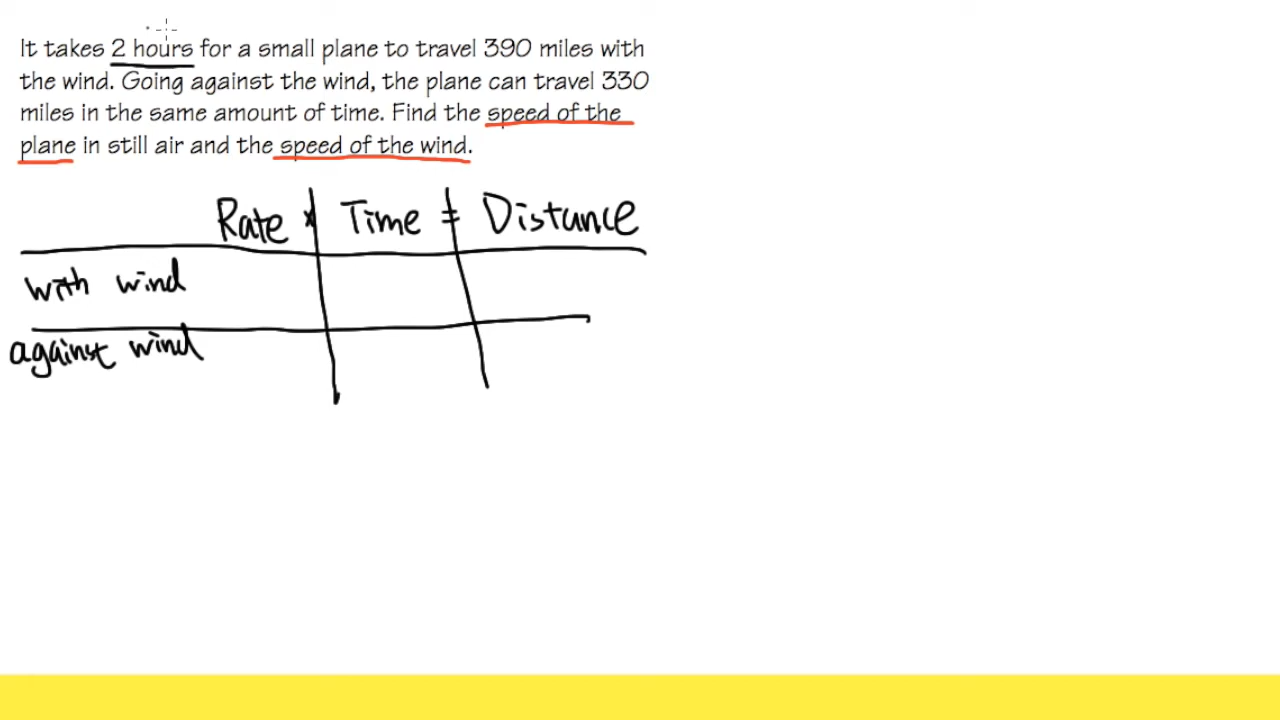 It takes 2 hours for a small plane to travel 390 miles with
the wind. Going against the wind, the plane can travel 330
miles in the same amount of time. Find the speed of the
plane in still air and the speed of the wind.
Rate × Time = Distance
with wind
against wind